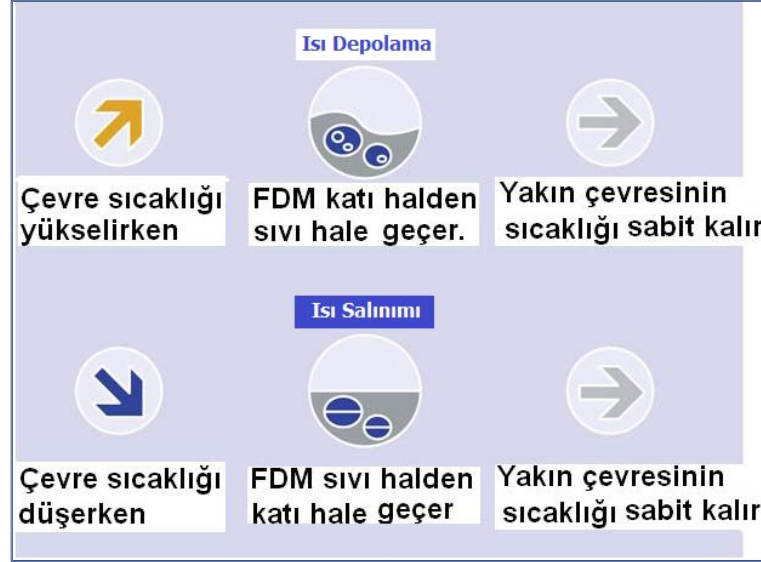 Isı Depolama
Çevre sıcaklığı
yükselirken
FDM katı halden
sıvı hale geçer.
Yakın çevresinin
sıcaklığı sabit kalır
Isı Salınımı
Çevre sıcaklığı
düşerken
FDM sıvı halden
katı hale geçer
Yakın çevresinin
sıcaklığı sabit kalır